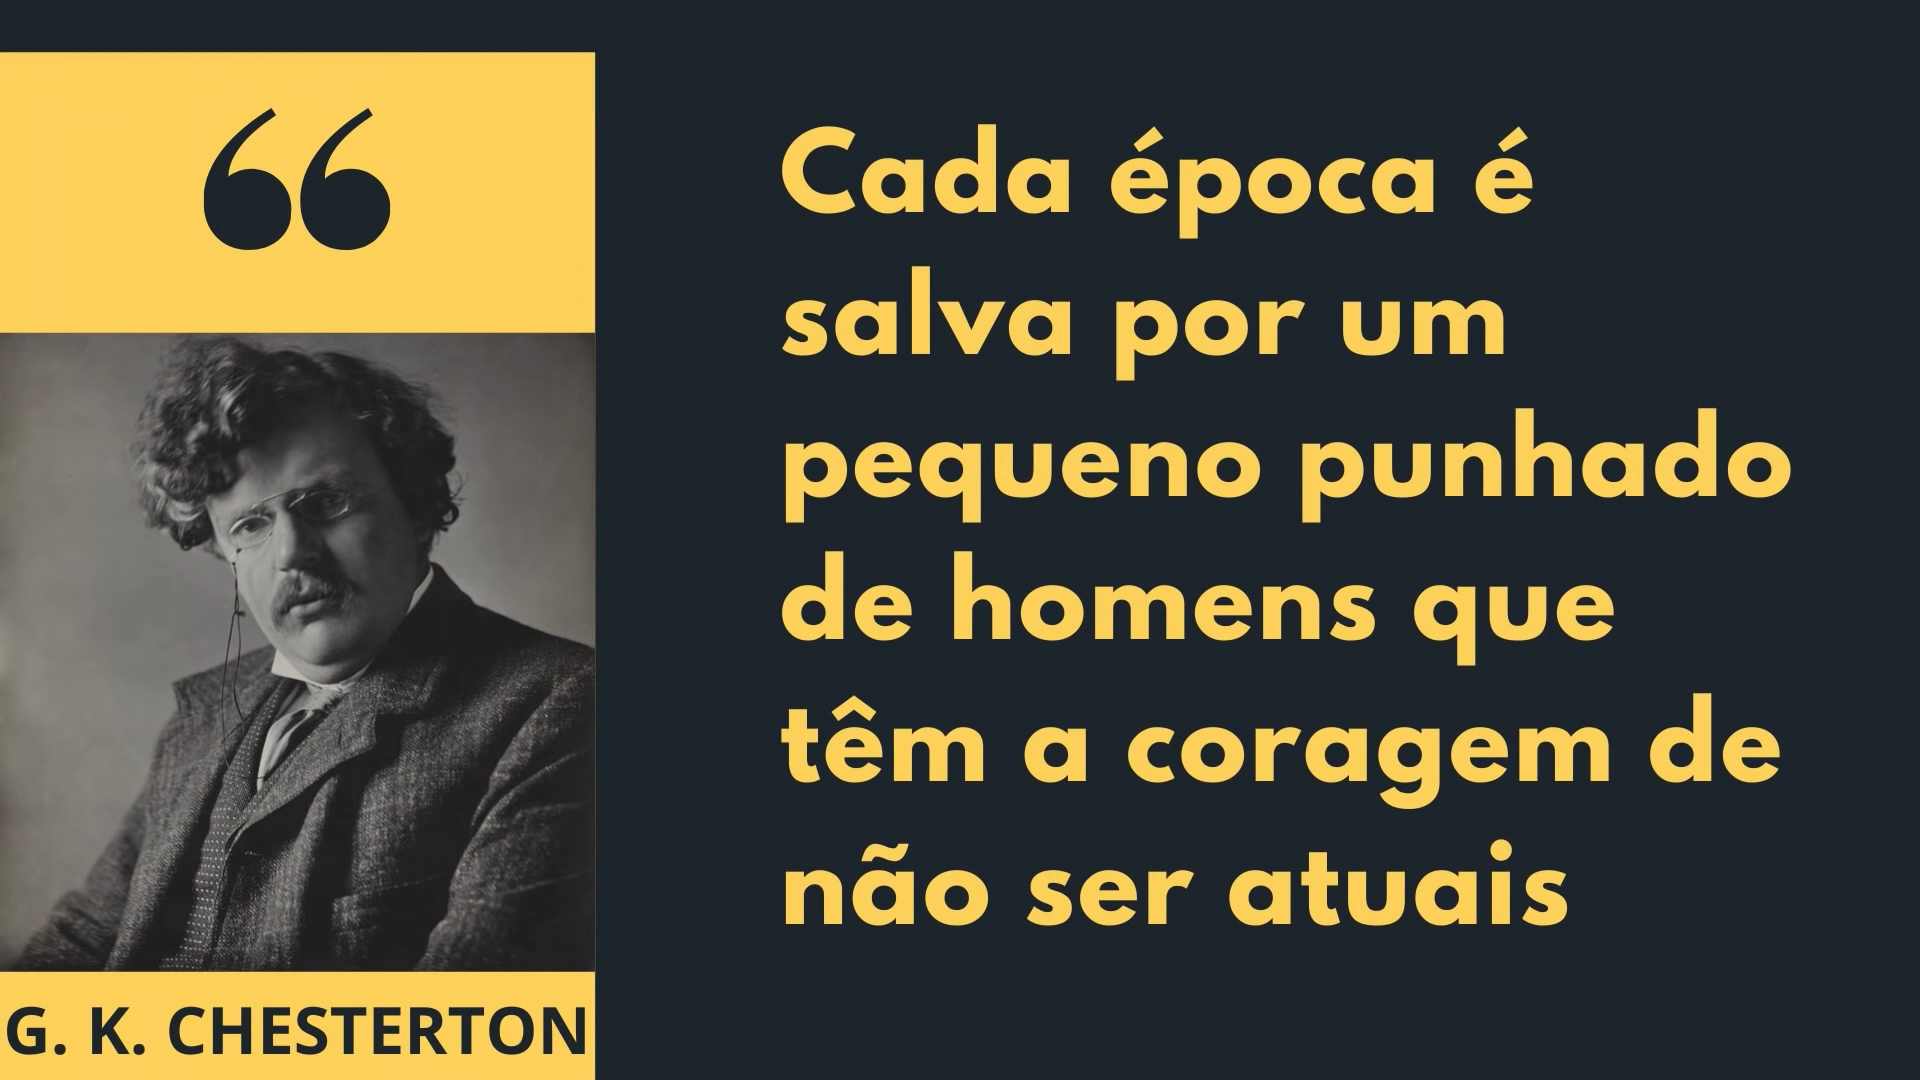 “
Cada época é
salva por um
pequeno punhado
de homens que
têm a coragem de
não ser atuais
G. K. CHESTERTON